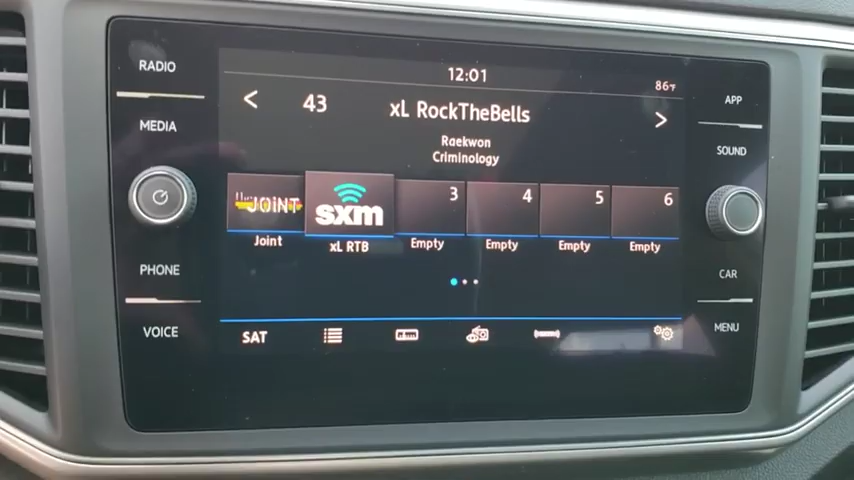 RADIO
MEDIA
PHONE
VOICE
12:01
86°F
43
xL RockTheBells
Raekwon
Criminology
JOINT
sxm
3
4
5
6
Joint
xL RTB
Empty
Empty
Empty
Empty
SAT
APP
SOUND
CAR
MENU